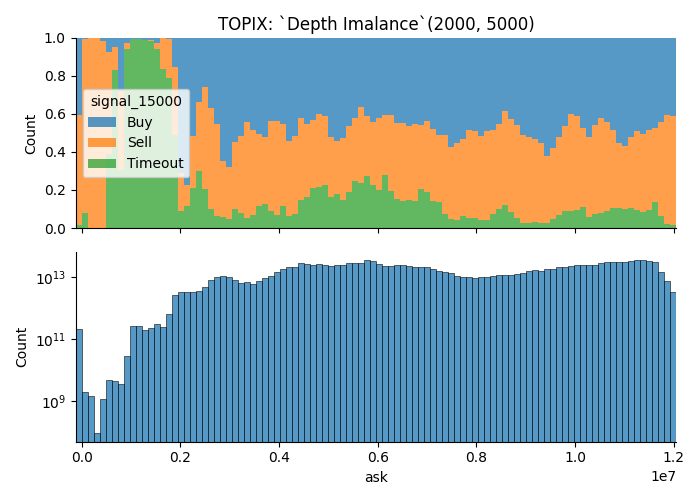 TOPIX: `Depth Imalance`(2000, 5000)
1.0
0.8
0.6
0.4
0.2
0.0
Count
signal_15000
Buy
Sell
Timeout
10^13
10^11
10^9
Count
0.0 0.2 0.4 0.6 0.8 1.0 1.2
1e7
ask